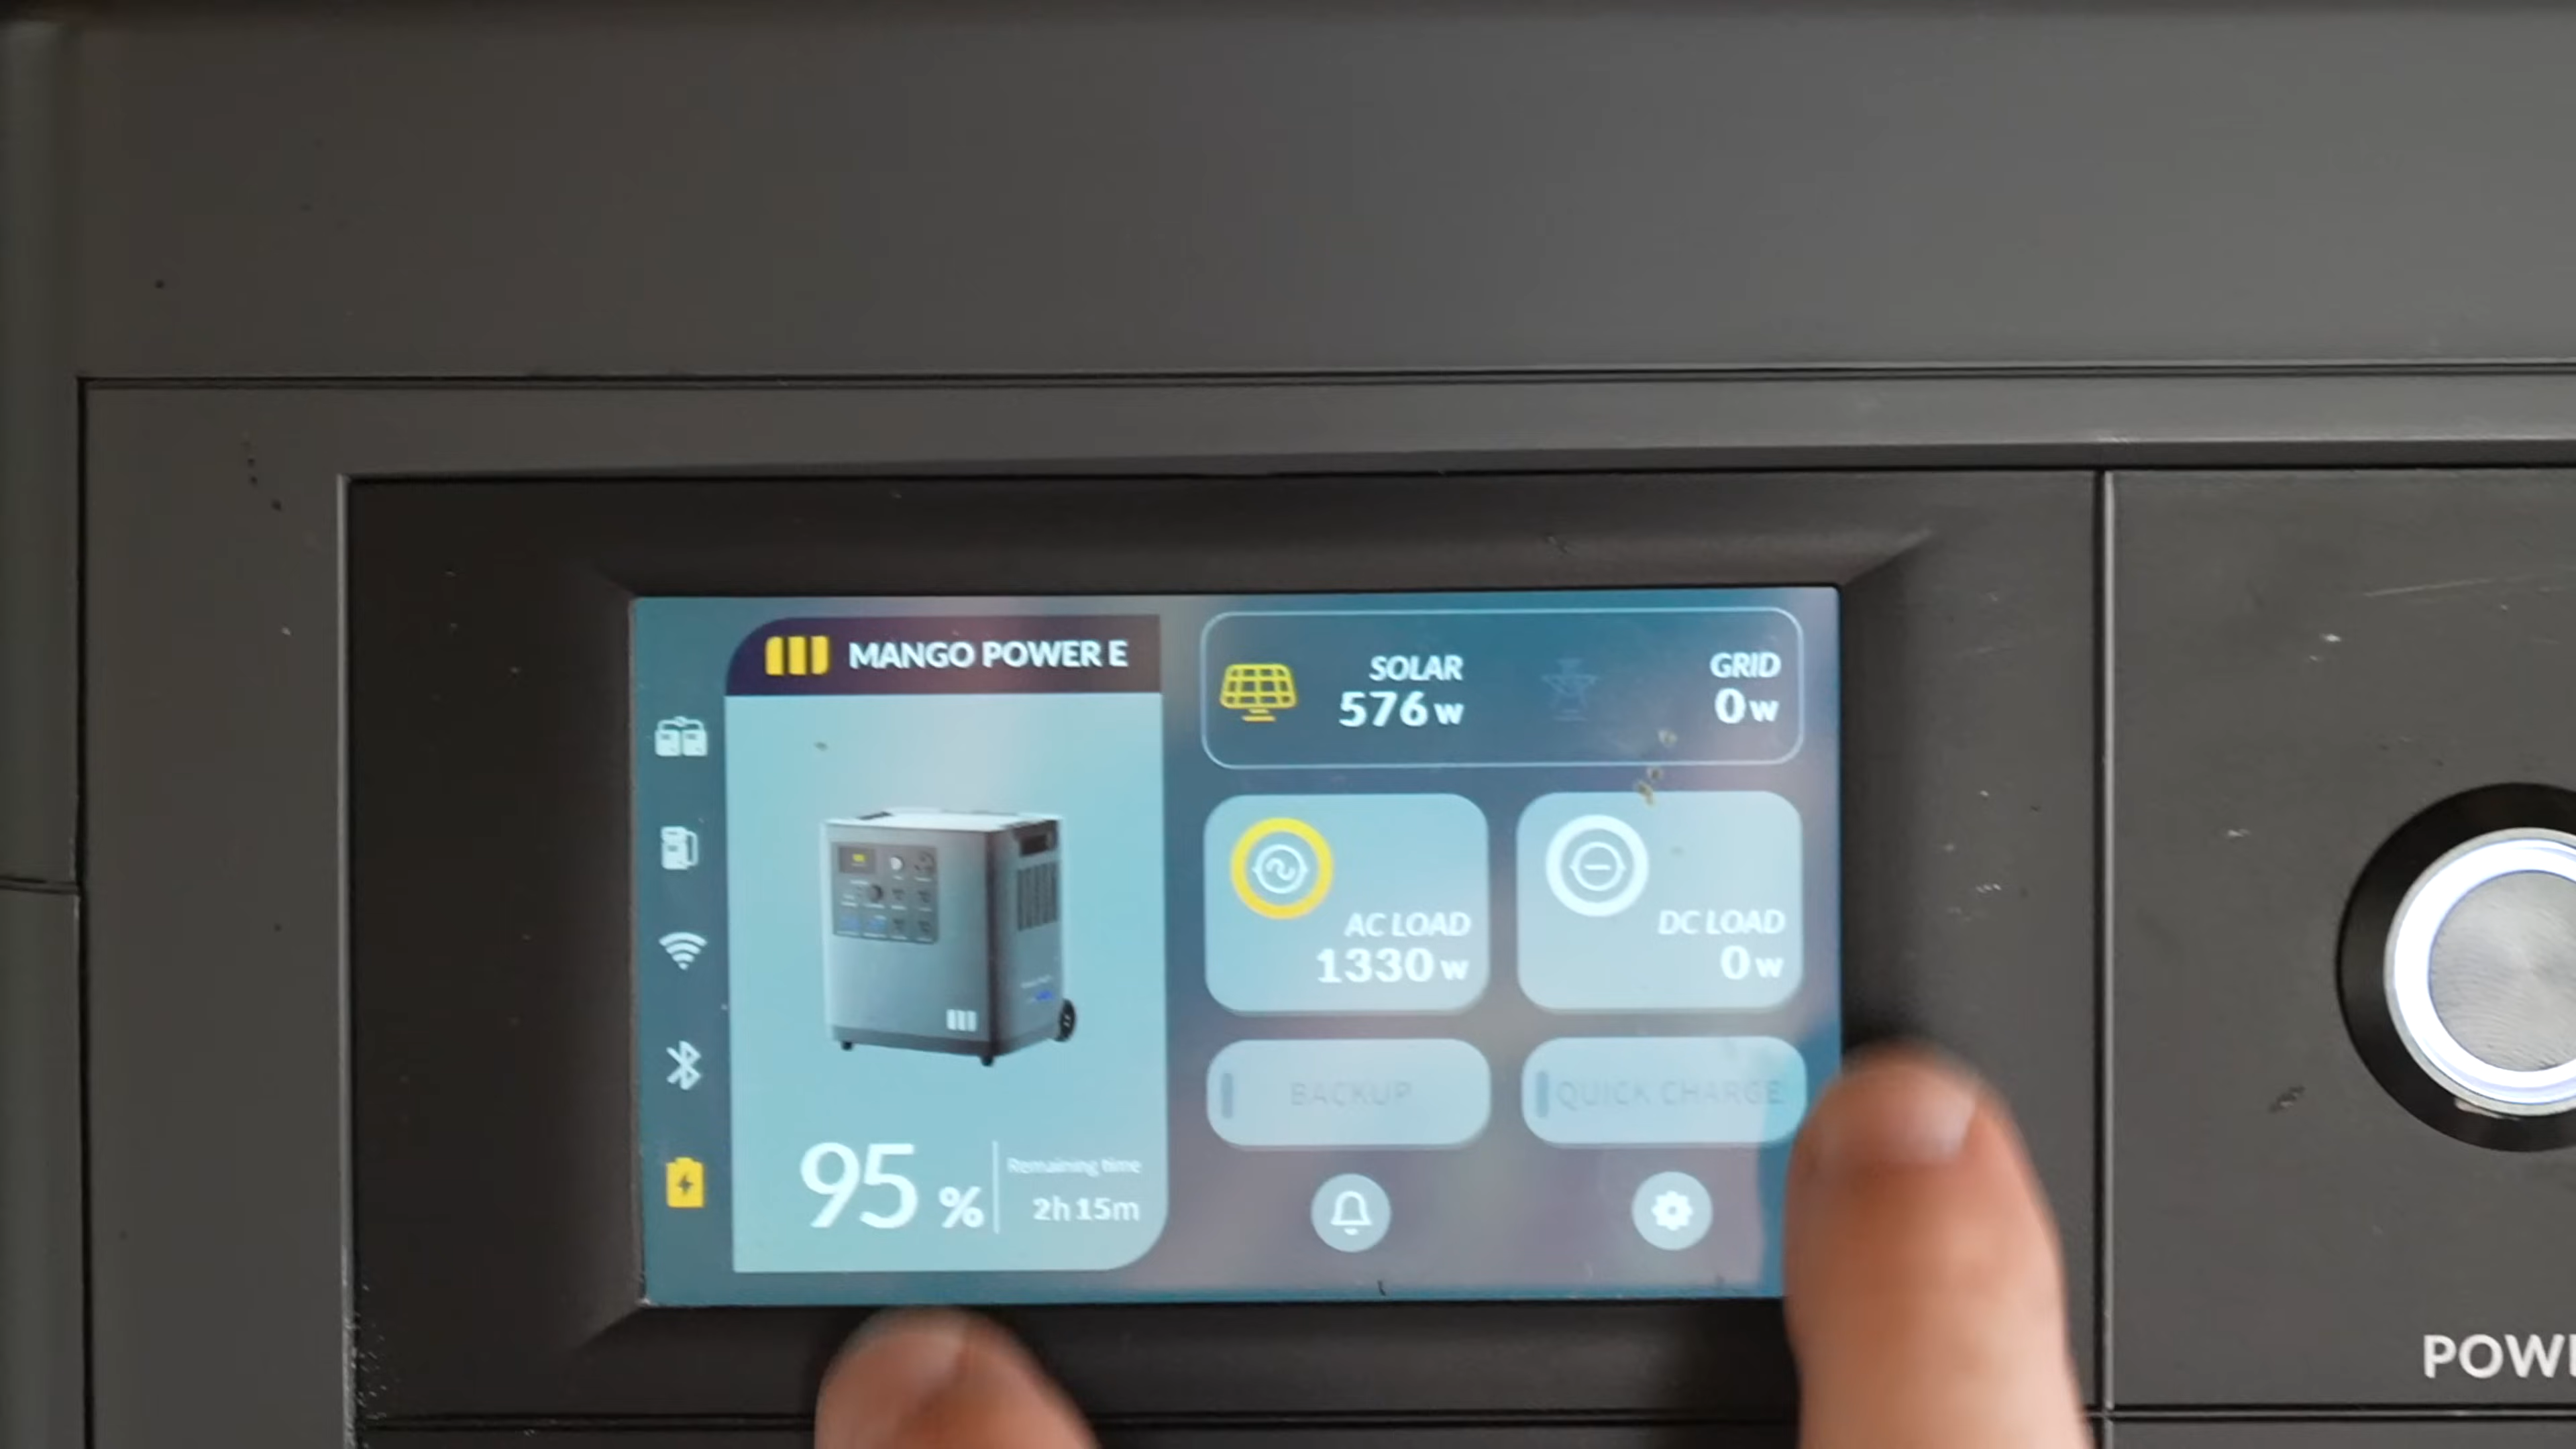 MANGO POWER E
95 %
Remaining time
2h 15m
SOLAR
576 w
GRID
0 w
AC LOAD
1330 w
DC LOAD
0 w
BACKUP
QUICK CHARGE
POWE